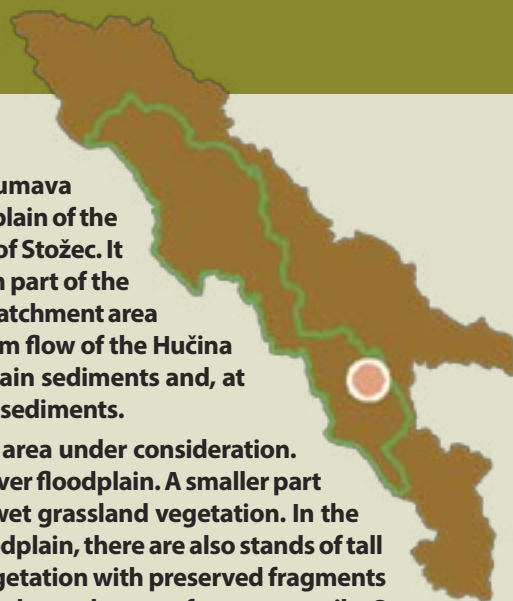 umava
plain of the
of Stožec. It
n part of the
atchment area
m flow of the Hučina
ain sediments and, at
sediments.
area under consideration.
ver floodplain. A smaller part
wet grassland vegetation. In the
dplain, there are also stands of tall
getation with preserved fragments